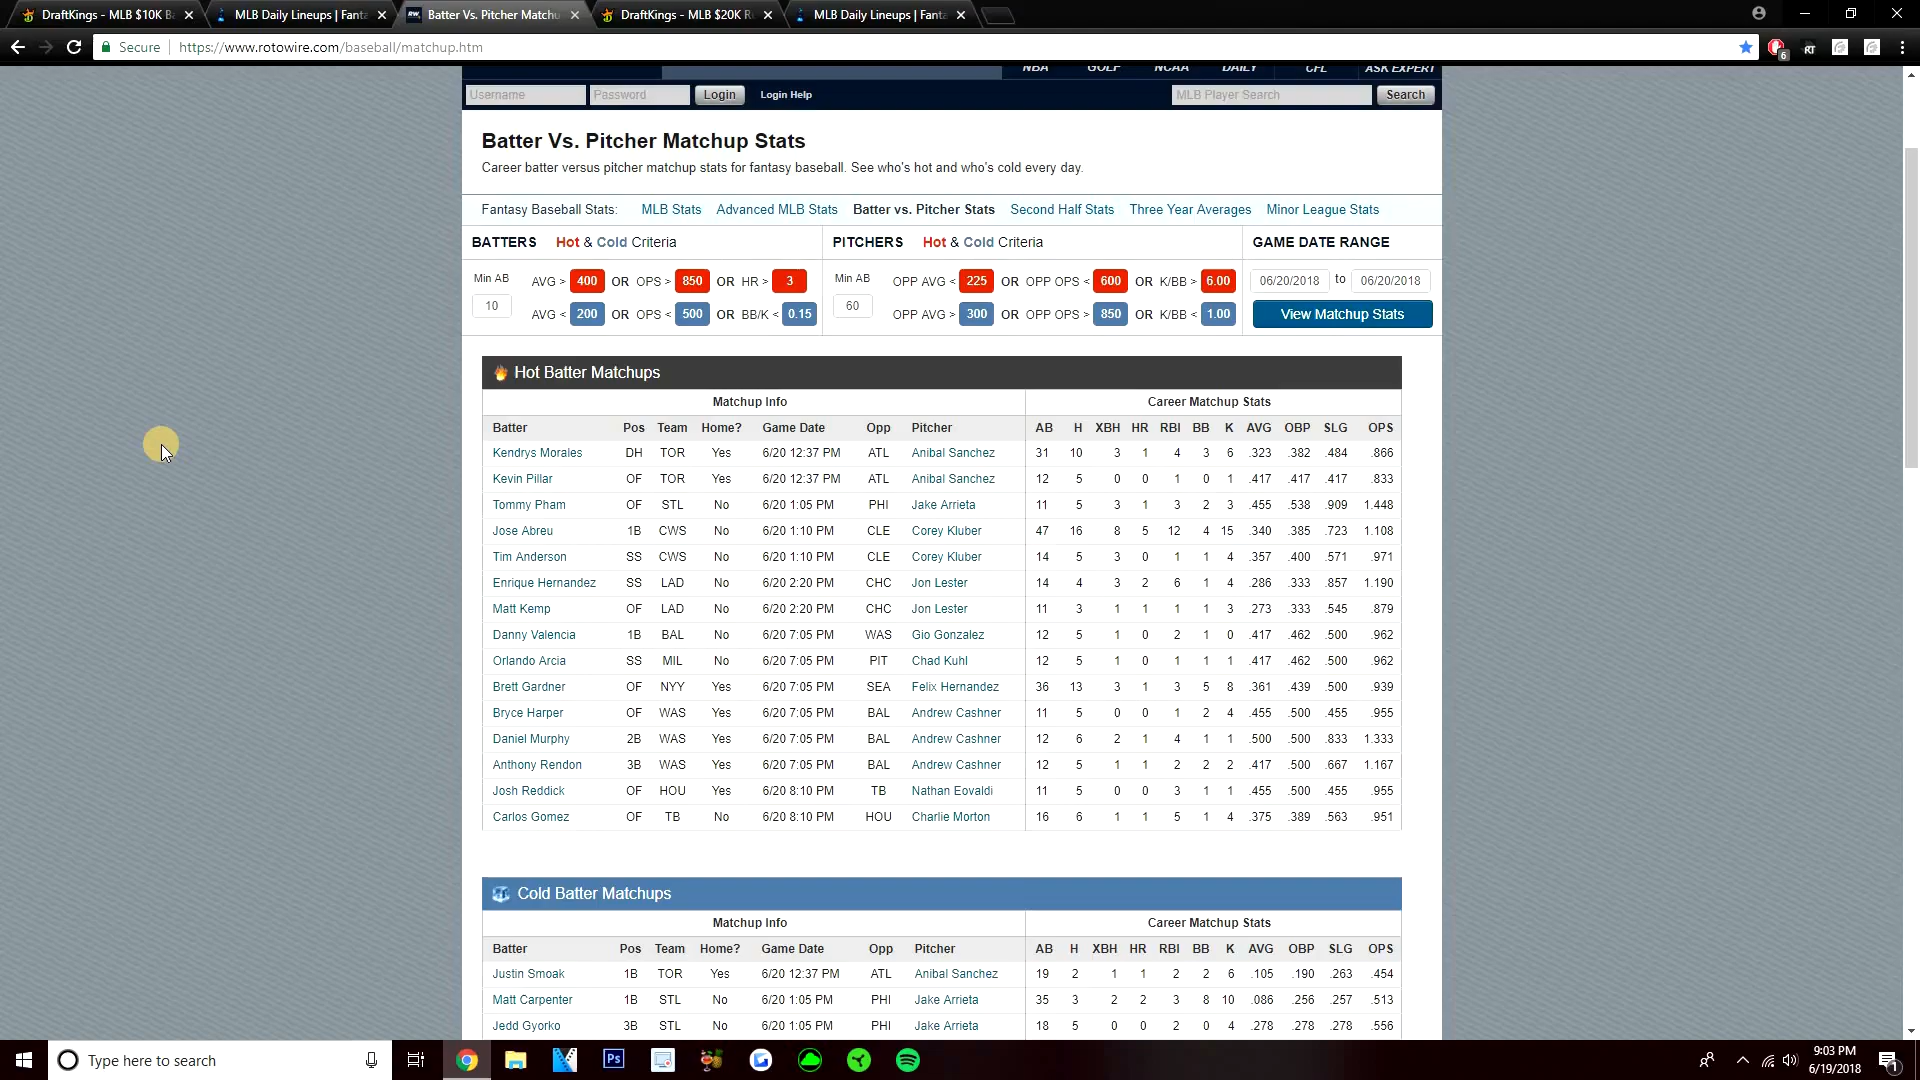 DraftKings - MLB $10K Ba
MLB Daily Lineups | Fanta
Batter Vs. Pitcher Matchu
DraftKings - MLB $20K R
MLB Daily Lineups | Fanta
Secure https://www.rotowire.com/baseball/matchup.htm
6
RT
NBA GOLF NCAA DAILY CFL ASK EXPERT
Username Password Login Login Help MLB Player Search Search
Batter Vs. Pitcher Matchup Stats
Career batter versus pitcher matchup stats for fantasy baseball. See who's hot and who's cold every day.
Fantasy Baseball Stats: MLB Stats Advanced MLB Stats Batter vs. Pitcher Stats Second Half Stats Three Year Averages Minor League Stats
BATTERS Hot & Cold Criteria PITCHERS Hot & Cold Criteria GAME DATE RANGE
Min AB AVG > 400 OR OPS > 850 OR HR > 3 Min AB OPP AVG < 225 OR OPP OPS < 600 OR K/BB > 6.00 06/20/2018 to 06/20/2018
10 AVG < 200 OR OPS < 500 OR BB/K < 0.15 60 OPP AVG > 300 OR OPP OPS > 850 OR K/BB < 1.00 View Matchup Stats
Hot Batter Matchups
Matchup Info Career Matchup Stats
Batter Pos Team Home? Game Date Opp Pitcher AB H XBH HR RBI BB K AVG OBP SLG OPS
Kendrys Morales DH TOR Yes 6/20 12:37 PM ATL Anibal Sanchez 31 10 3 1 4 3 6 .323 .382 .484 .866
Kevin Pillar OF TOR Yes 6/20 12:37 PM ATL Anibal Sanchez 12 5 0 0 1 0 1 .417 .417 .417 .833
Tommy Pham OF STL No 6/20 1:05 PM PHI Jake Arrieta 11 5 3 1 3 2 3 .455 .538 .909 1.448
Jose Abreu 1B CWS No 6/20 1:10 PM CLE Corey Kluber 47 16 8 5 12 4 15 .340 .385 .723 1.108
Tim Anderson SS CWS No 6/20 1:10 PM CLE Corey Kluber 14 5 3 0 1 1 4 .357 .400 .571 .971
Enrique Hernandez SS LAD No 6/20 2:20 PM CHC Jon Lester 14 4 3 2 6 1 4 .286 .333 .857 1.190
Matt Kemp OF LAD No 6/20 2:20 PM CHC Jon Lester 11 3 1 1 1 1 3 .273 .333 .545 .879
Danny Valencia 1B BAL No 6/20 7:05 PM WAS Gio Gonzalez 12 5 1 0 2 1 0 .417 .462 .500 .962
Orlando Arcia SS MIL No 6/20 7:05 PM PIT Chad Kuhl 12 5 1 0 1 1 1 .417 .462 .500 .962
Brett Gardner OF NYY Yes 6/20 7:05 PM SEA Felix Hernandez 36 13 3 1 3 5 8 .361 .439 .500 .939
Bryce Harper OF WAS Yes 6/20 7:05 PM BAL Andrew Cashner 11 5 0 0 1 2 4 .455 .500 .455 .955
Daniel Murphy 2B WAS Yes 6/20 7:05 PM BAL Andrew Cashner 12 6 2 1 4 1 1 .500 .500 .833 1.333
Anthony Rendon 3B WAS Yes 6/20 7:05 PM BAL Andrew Cashner 12 5 1 1 2 2 2 .417 .500 .667 1.167
Josh Reddick OF HOU Yes 6/20 8:10 PM TB Nathan Eovaldi 11 5 0 0 3 1 1 .455 .500 .455 .955
Carlos Gomez OF TB No 6/20 8:10 PM HOU Charlie Morton 16 6 1 1 5 1 4 .375 .389 .563 .951
Cold Batter Matchups
Matchup Info Career Matchup Stats
Batter Pos Team Home? Game Date Opp Pitcher AB H XBH HR RBI BB K AVG OBP SLG OPS
Justin Smoak 1B TOR Yes 6/20 12:37 PM ATL Anibal Sanchez 19 2 1 1 2 2 6 .105 .190 .263 .454
Matt Carpenter 1B STL No 6/20 1:05 PM PHI Jake Arrieta 35 3 2 2 3 8 10 .086 .256 .257 .513
Jedd Gyorko 3B STL No 6/20 1:05 PM PHI Jake Arrieta 18 5 0 0 2 0 4 .278 .278 .278 .556
Type here to search
Ps
9:03 PM
6/19/2018
1